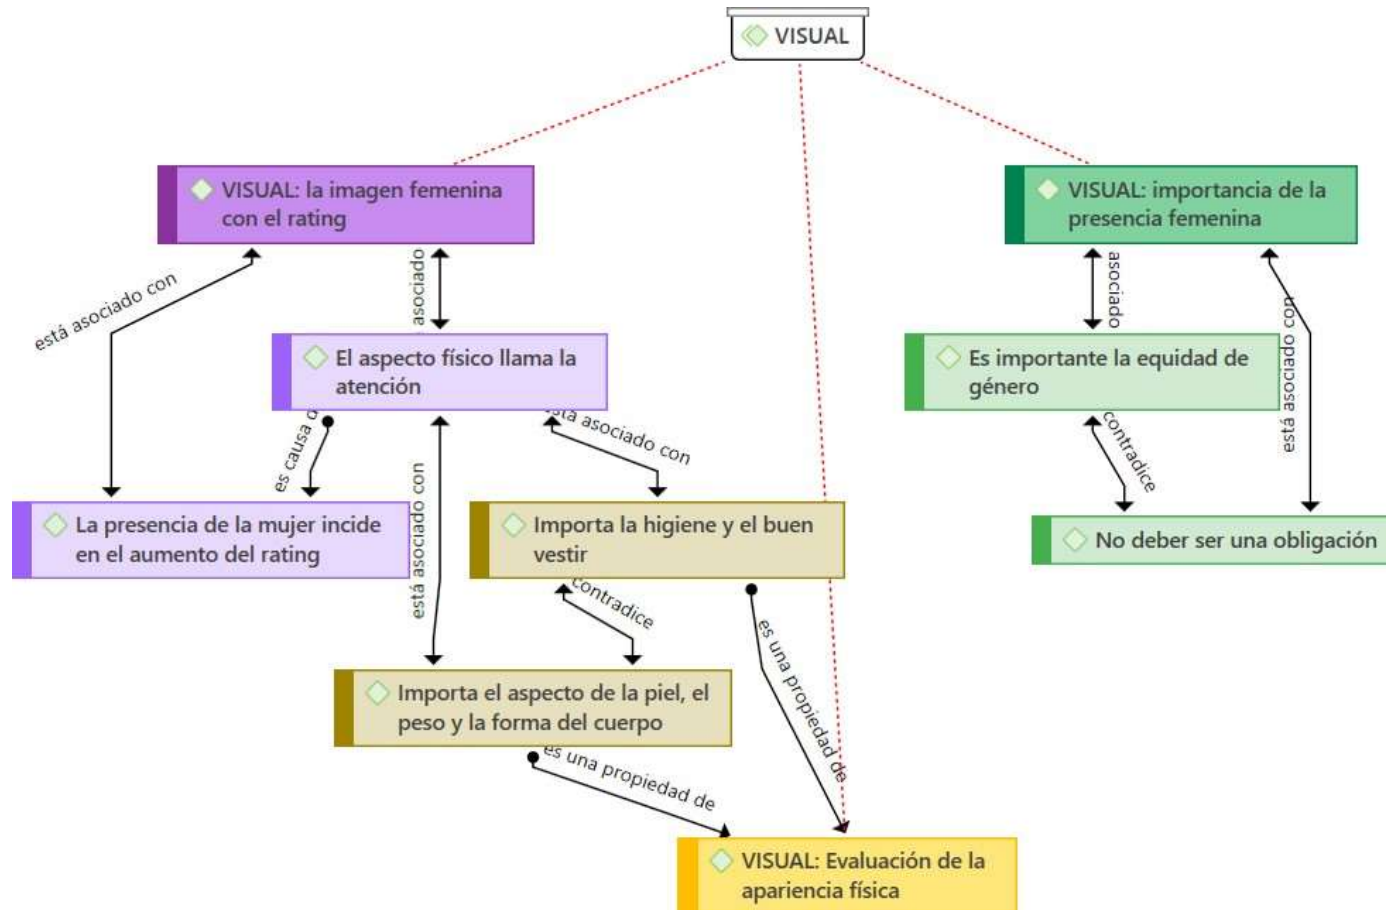 VISUAL
VISUAL: la imagen femenina
con el rating
VISUAL: importancia de la
presencia femenina
está asociado con
asociado
asociado
El aspecto físico llama la
atención
Es importante la equidad de
género
está asociado con
es causa d
está asociado con
está asociado con
contradice
La presencia de la mujer incide
en el aumento del rating
Importa la higiene y el buen
vestir
No deber ser una obligación
contradice
es una propiedad de
Importa el aspecto de la piel, el
peso y la forma del cuerpo
es una propiedad de
VISUAL: Evaluación de la
apariencia física